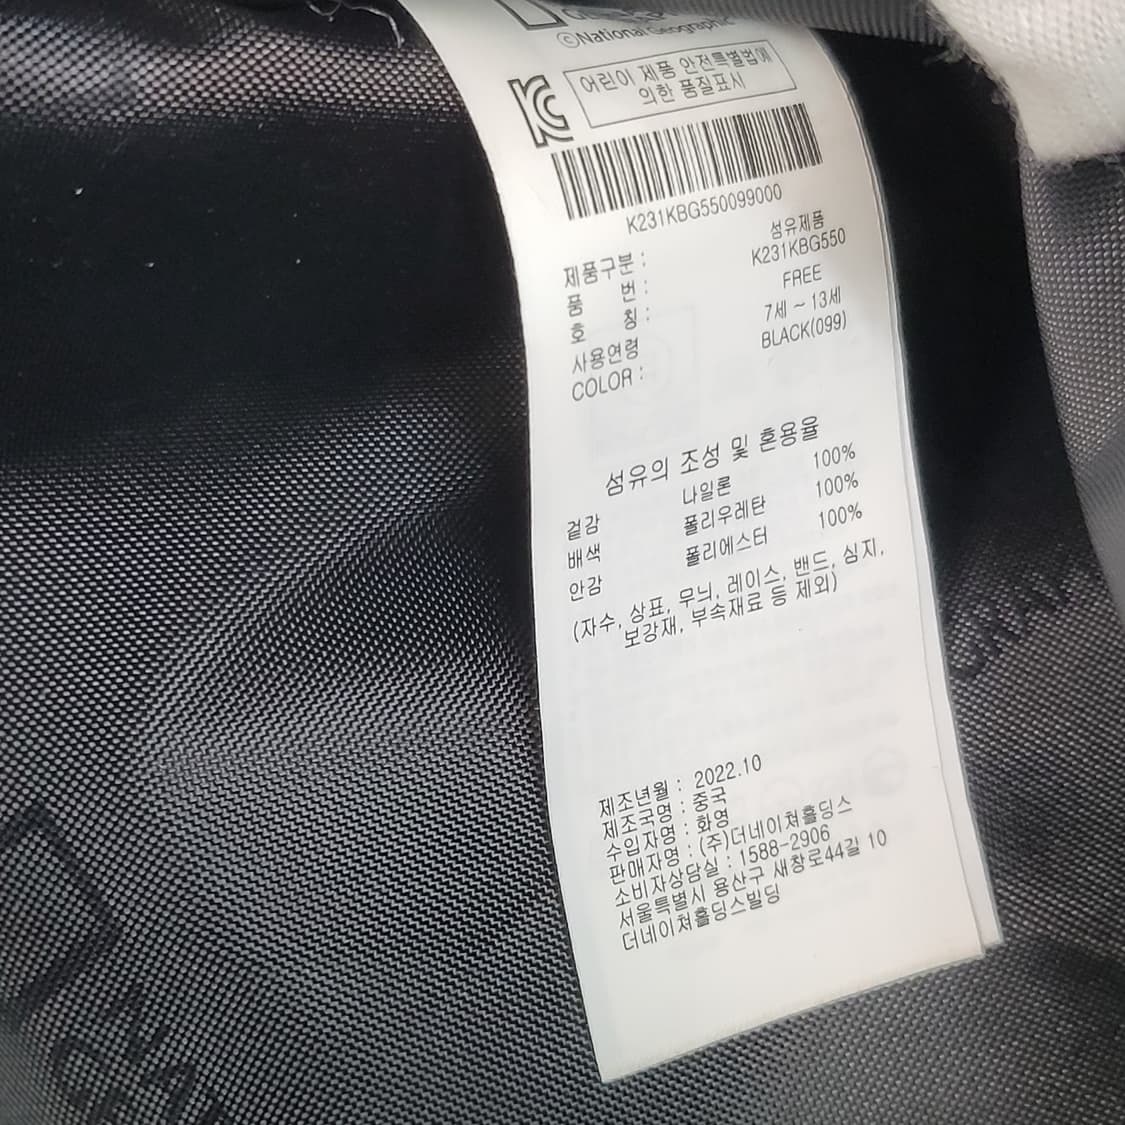 ©National Geographic
어린이 제품 안전특별법에
의한 품질표시
K231KBG550099000
제품구분 : 섬유제품
품 번 : K231KBG550
호 칭 : FREE
사용연령 7세 ~ 13세
COLOR : BLACK(099)
섬유의 조성 및 혼용율
겉감 나일론 100%
배색 폴리우레탄 100%
안감 폴리에스터 100%
(자수, 상표, 무늬, 레이스, 밴드, 심지,
보강재, 부속재료 등 제외)
제조년월 : 2022.10
제조국명 : 중국
수입자명 : 화영
판매자명 : (주)더네이쳐홀딩스
소비자상담실 : 1588-2906
서울특별시 용산구 새창로44길 10
더네이쳐홀딩스빌딩